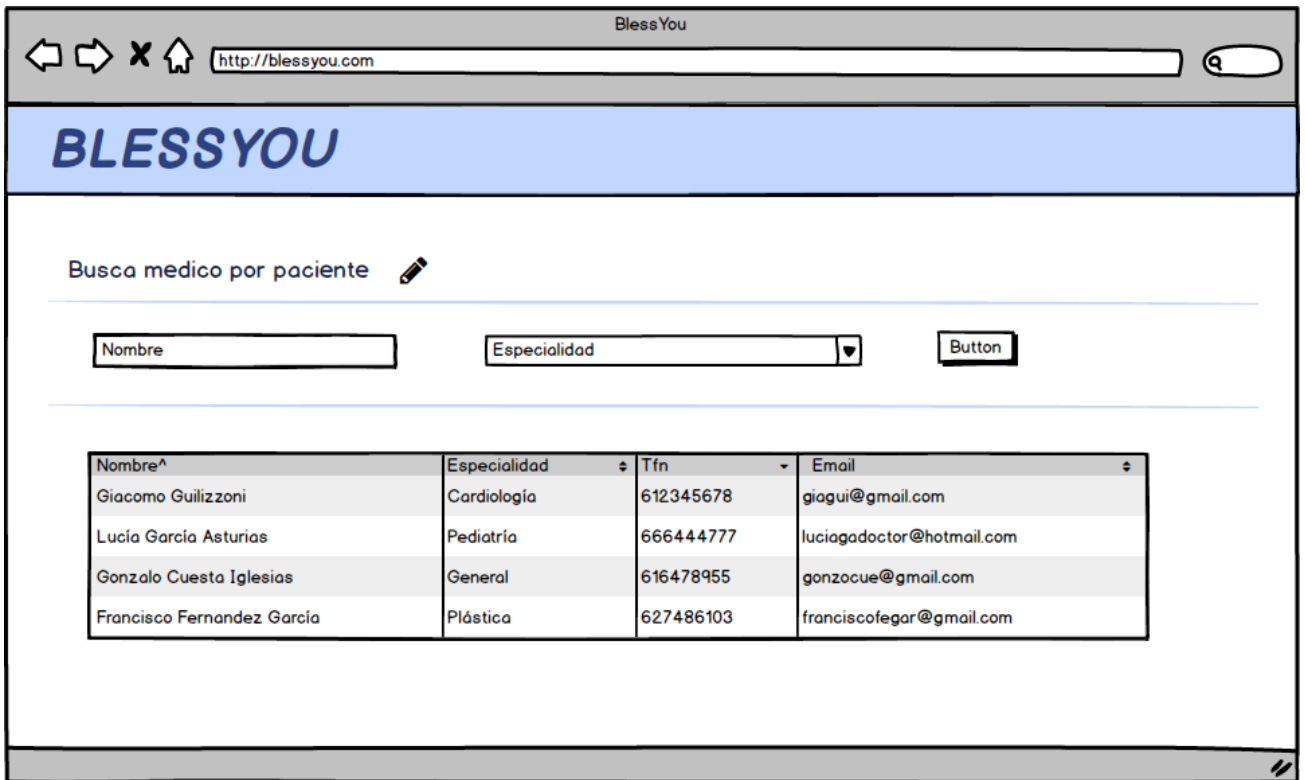 BlessYou
http://blessyou.com
BLESSYOU
Busca medico por paciente
Nombre Especialidad Button
Nombre^ Especialidad Tfn Email
Giacomo Guilizzoni Cardiología 612345678 giagui@gmail.com
Lucía García Asturias Pediatría 666444777 luciagadoctor@hotmail.com
Gonzalo Cuesta Iglesias General 616478955 gonzocue@gmail.com
Francisco Fernandez García Plástica 627486103 franciscofegar@gmail.com